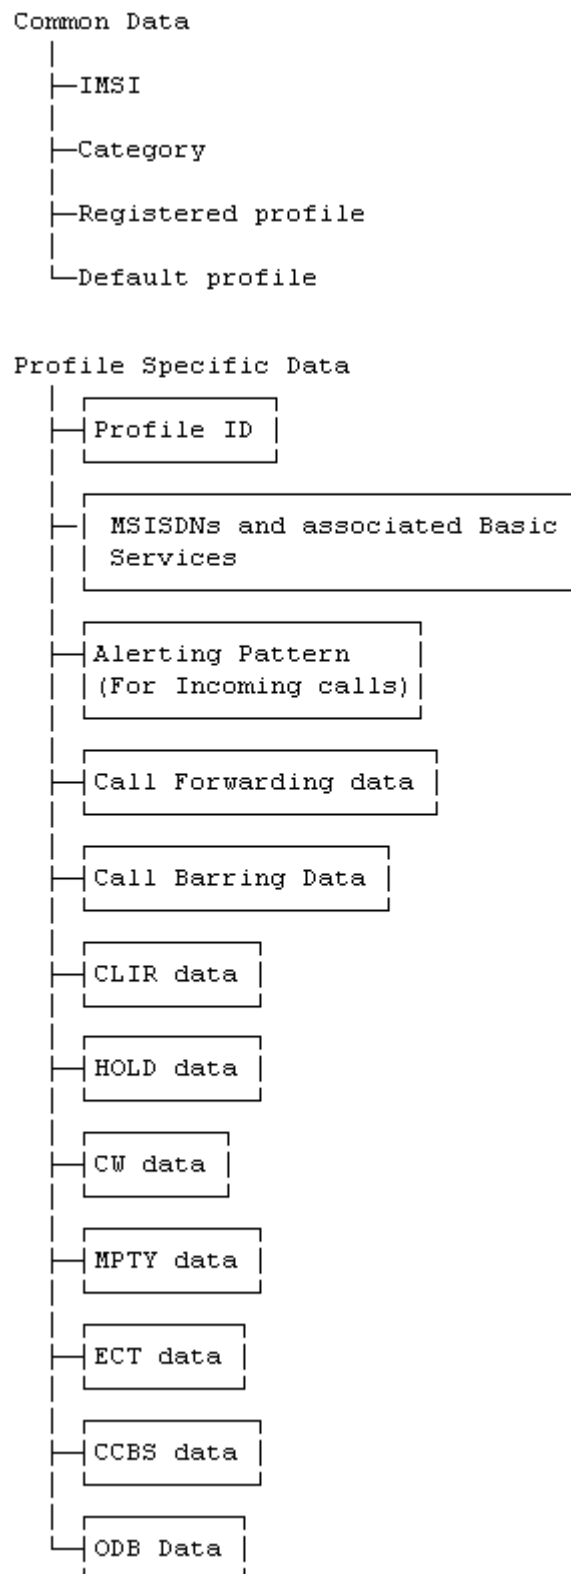 Common Data
IMSI
Category
Registered profile
Default profile
Profile Specific Data
Profile ID
MSISDNs and associated Basic
Services
Alerting Pattern
(For Incoming calls)
Call Forwarding data
Call Barring Data
CLIR data
HOLD data
CW data
MPTY data
ECT data
CCBS data
ODB Data